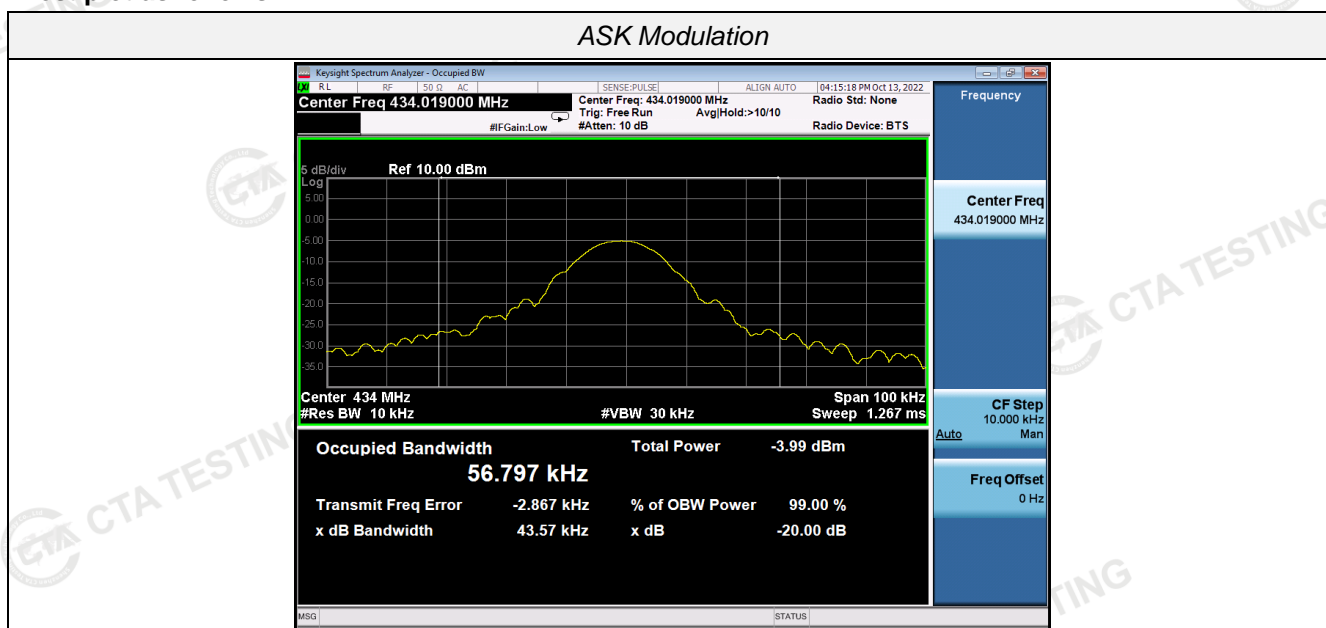 ASK Modulation
Keysight Spectrum Analyzer - Occupied BW
LXI RL RF 50 Ω AC SENSE:PULSE ALIGN AUTO 04:15:18 PM Oct 13, 2022
Center Freq 434.019000 MHz
Center Freq: 434.019000 MHz Radio Std: None
Trig: Free Run Avg|Hold:>10/10
#IFGain:Low #Atten: 10 dB Radio Device: BTS
Frequency
5 dB/div Ref 10.00 dBm
Log
5.00
0.00
-5.00
-10.0
-15.0
-20.0
-25.0
-30.0
-35.0
Center 434 MHz Span 100 kHz
#Res BW 10 kHz #VBW 30 kHz Sweep 1.267 ms
Center Freq
434.019000 MHz
CF Step
10.000 kHz
Auto Man
Freq Offset
0 Hz
Occupied Bandwidth Total Power -3.99 dBm
56.797 kHz
Transmit Freq Error -2.867 kHz % of OBW Power 99.00 %
x dB Bandwidth 43.57 kHz x dB -20.00 dB
MSG STATUS
CTA
CTA TESTING
CTA TESTING
TING